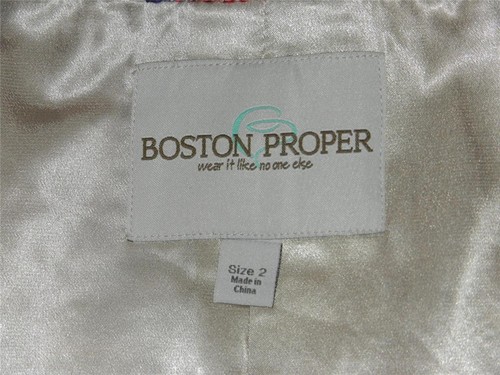 BOSTON PROPER
wear it like no one else
Size 2
Made in
China